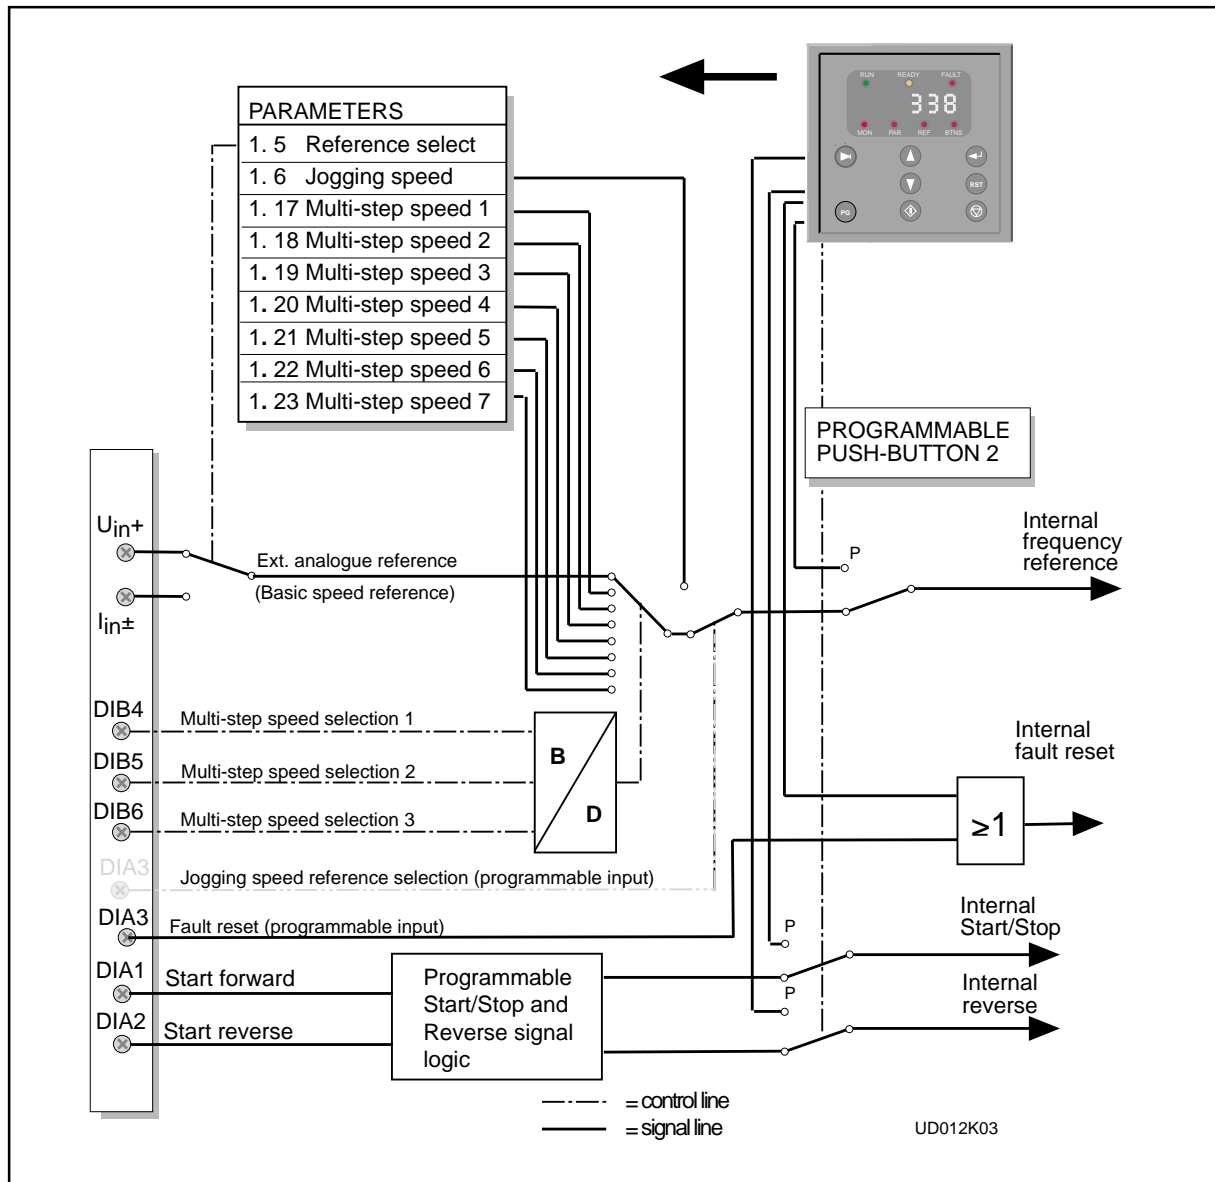 RUN READY FAULT
338
MON PAR REF BTNS
RST
PG
PARAMETERS
1. 5 Reference select
1. 6 Jogging speed
1. 17 Multi-step speed 1
1. 18 Multi-step speed 2
1. 19 Multi-step speed 3
1. 20 Multi-step speed 4
1. 21 Multi-step speed 5
1. 22 Multi-step speed 6
1. 23 Multi-step speed 7
PROGRAMMABLE
PUSH-BUTTON 2
Uin+
Iin±
Ext. analogue reference
(Basic speed reference)
P
Internal
frequency
reference
DIB4
Multi-step speed selection 1
DIB5
Multi-step speed selection 2
DIB6
Multi-step speed selection 3
B
D
Internal
fault reset
≥1
DIA3
Jogging speed reference selection (programmable input)
DIA3
Fault reset (programmable input)
P
Internal
Start/Stop
DIA1
Start forward
Programmable
Start/Stop and
Reverse signal
logic
P
Internal
reverse
DIA2
Start reverse
= control line
= signal line
UD012K03